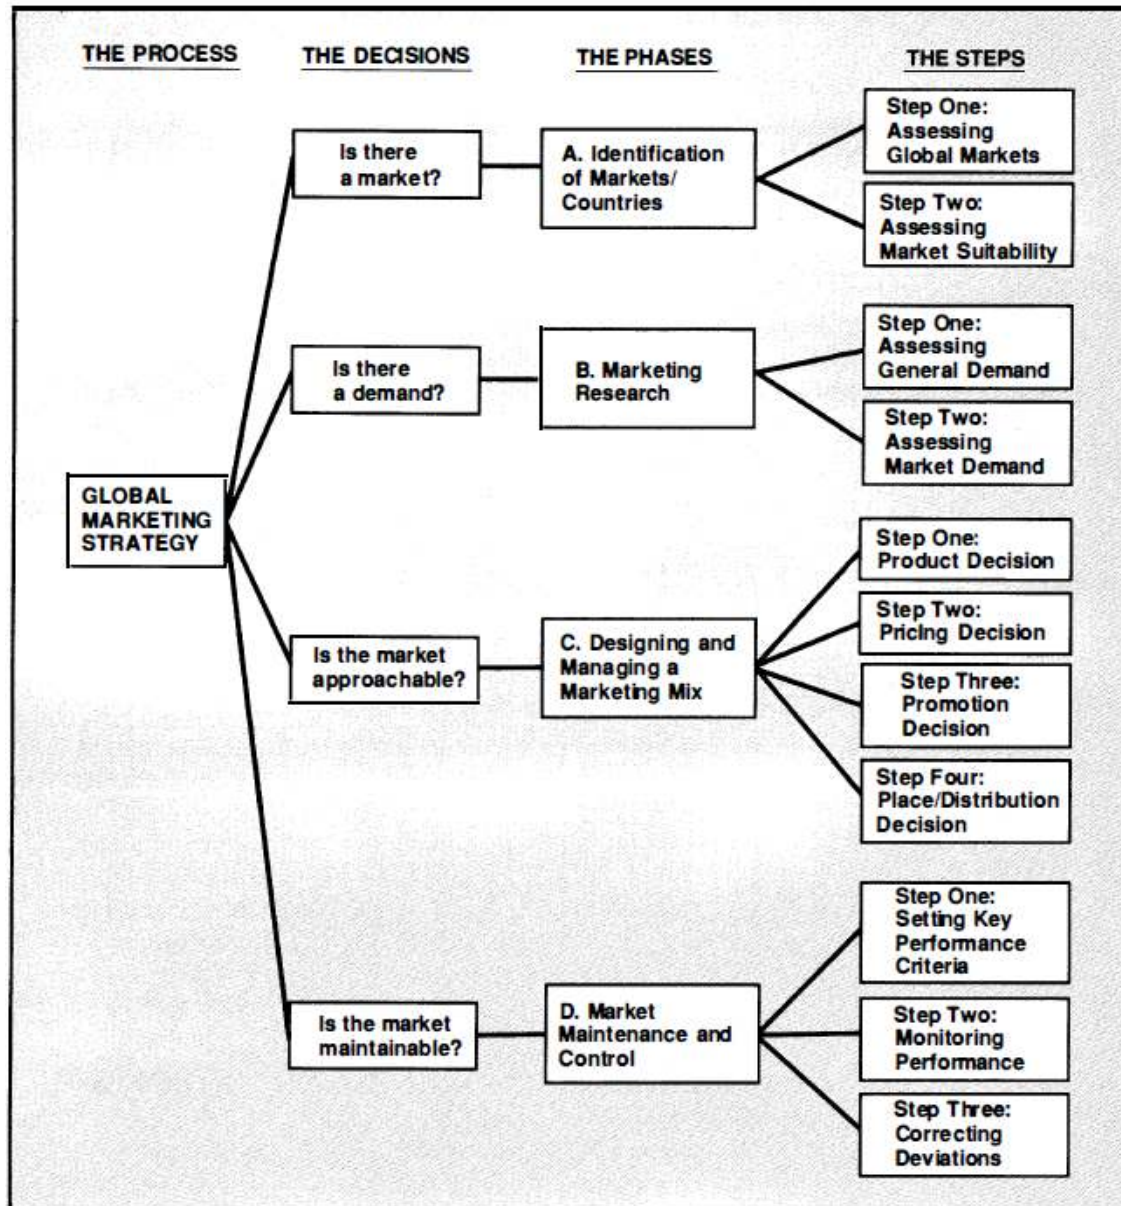 THE PROCESS
THE DECISIONS
THE PHASES
THE STEPS
GLOBAL
MARKETING
STRATEGY
Is there
a market?
A. Identification
of Markets/
Countries
Step One:
Assessing
Global Markets
Step Two:
Assessing
Market Suitability
Is there
a demand?
B. Marketing
Research
Step One:
Assessing
General Demand
Step Two:
Assessing
Market Demand
Is the market
approachable?
C. Designing and
Managing a
Marketing Mix
Step One:
Product Decision
Step Two:
Pricing Decision
Step Three:
Promotion
Decision
Step Four:
Place/Distribution
Decision
Is the market
maintainable?
D. Market
Maintenance and
Control
Step One:
Setting Key
Performance
Criteria
Step Two:
Monitoring
Performance
Step Three:
Correcting
Deviations